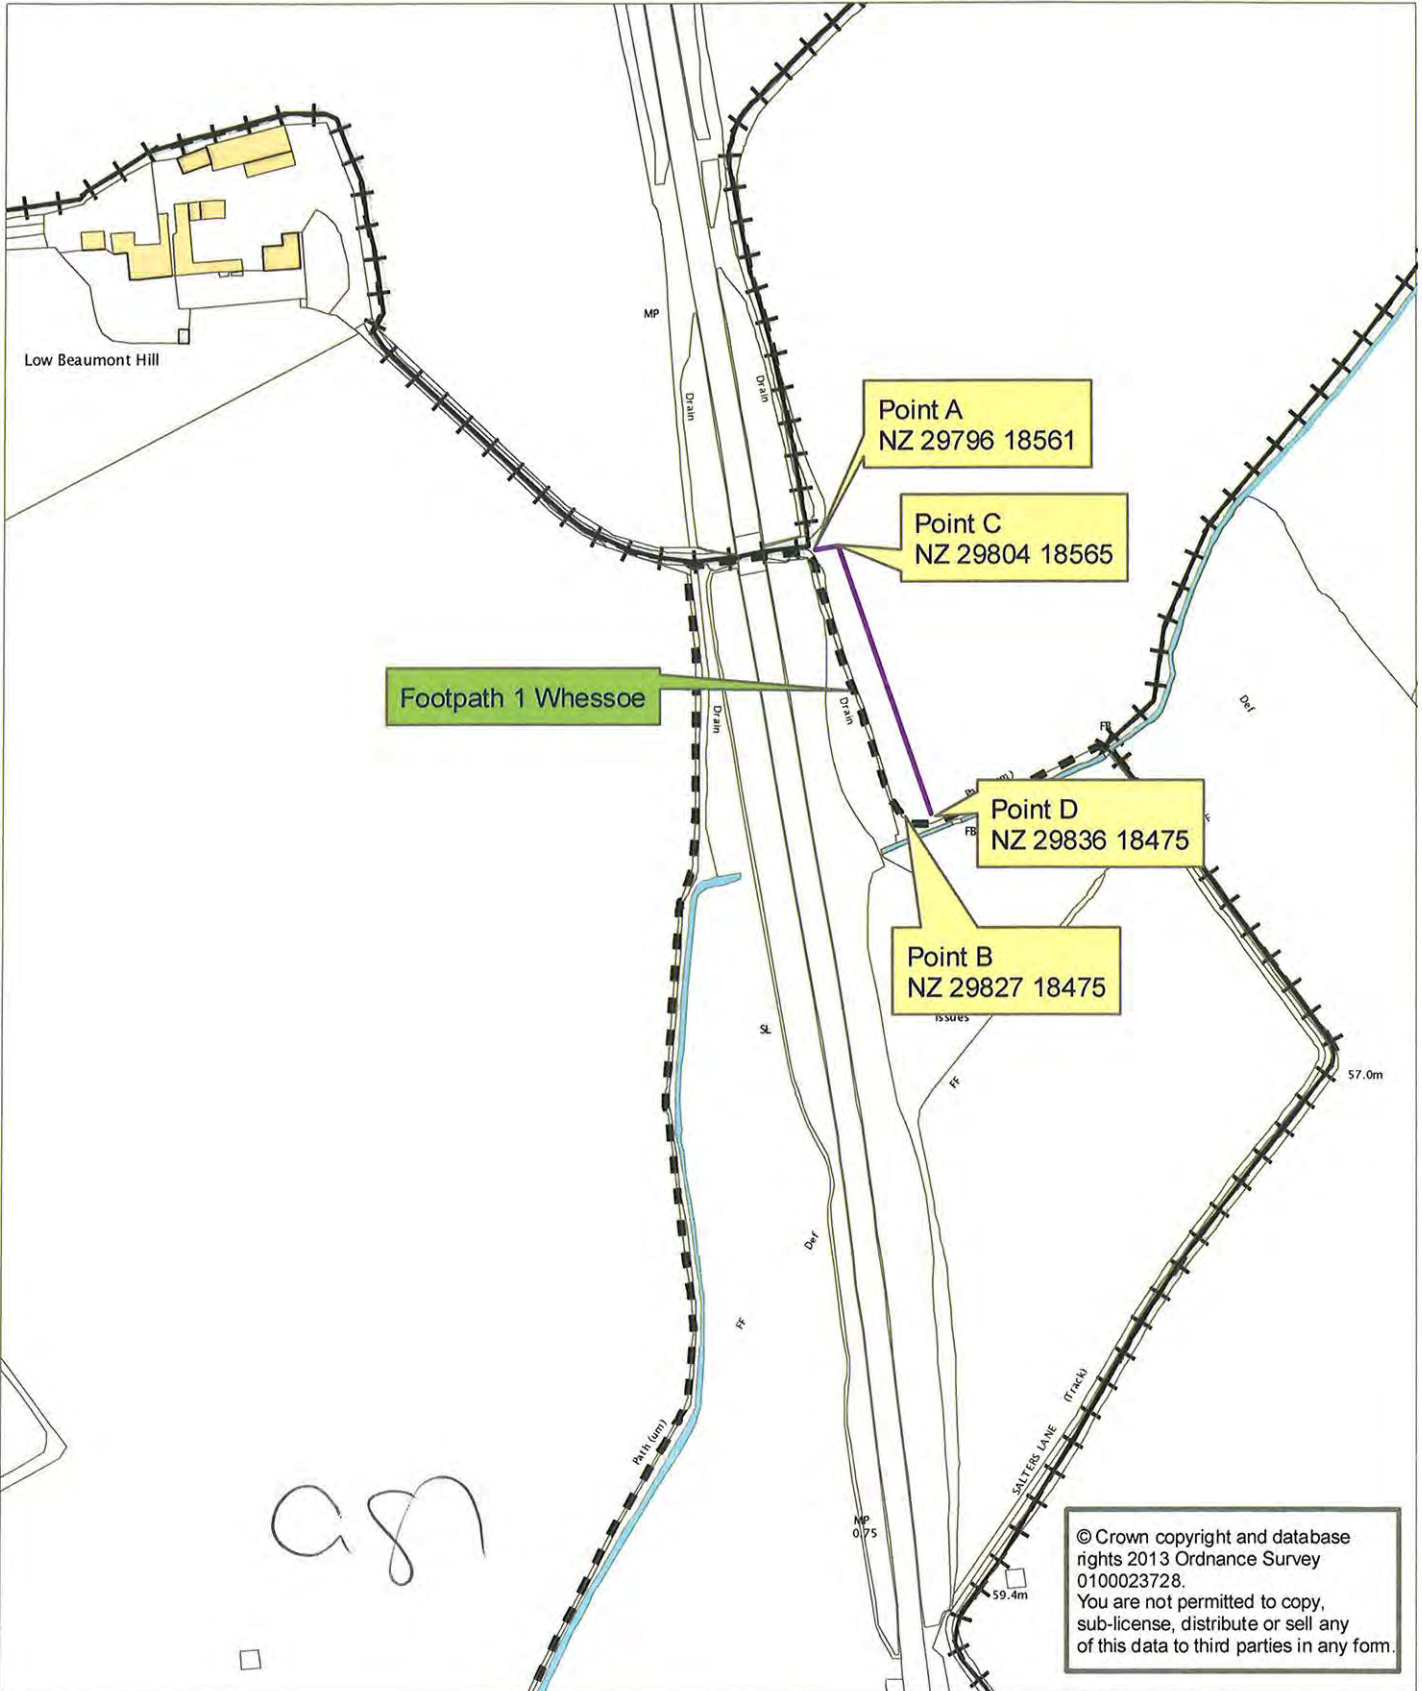 MP
Low Beaumont Hill
Drain
Drain
Point A
NZ 29796 18561
Point C
NZ 29804 18565
Footpath 1 Whessoe
Drain
Drain
Def
FB
Point D
NZ 29836 18475
FB
Point B
NZ 29827 18475
Issues
SL
FF
57.0m
Def
FF
(Track)
SALTERS LANE
Path (um)
MP
0.75
59.4m
© Crown copyright and database
rights 2013 Ordnance Survey
0100023728.
You are not permitted to copy,
sub-license, distribute or sell any
of this data to third parties in any form.